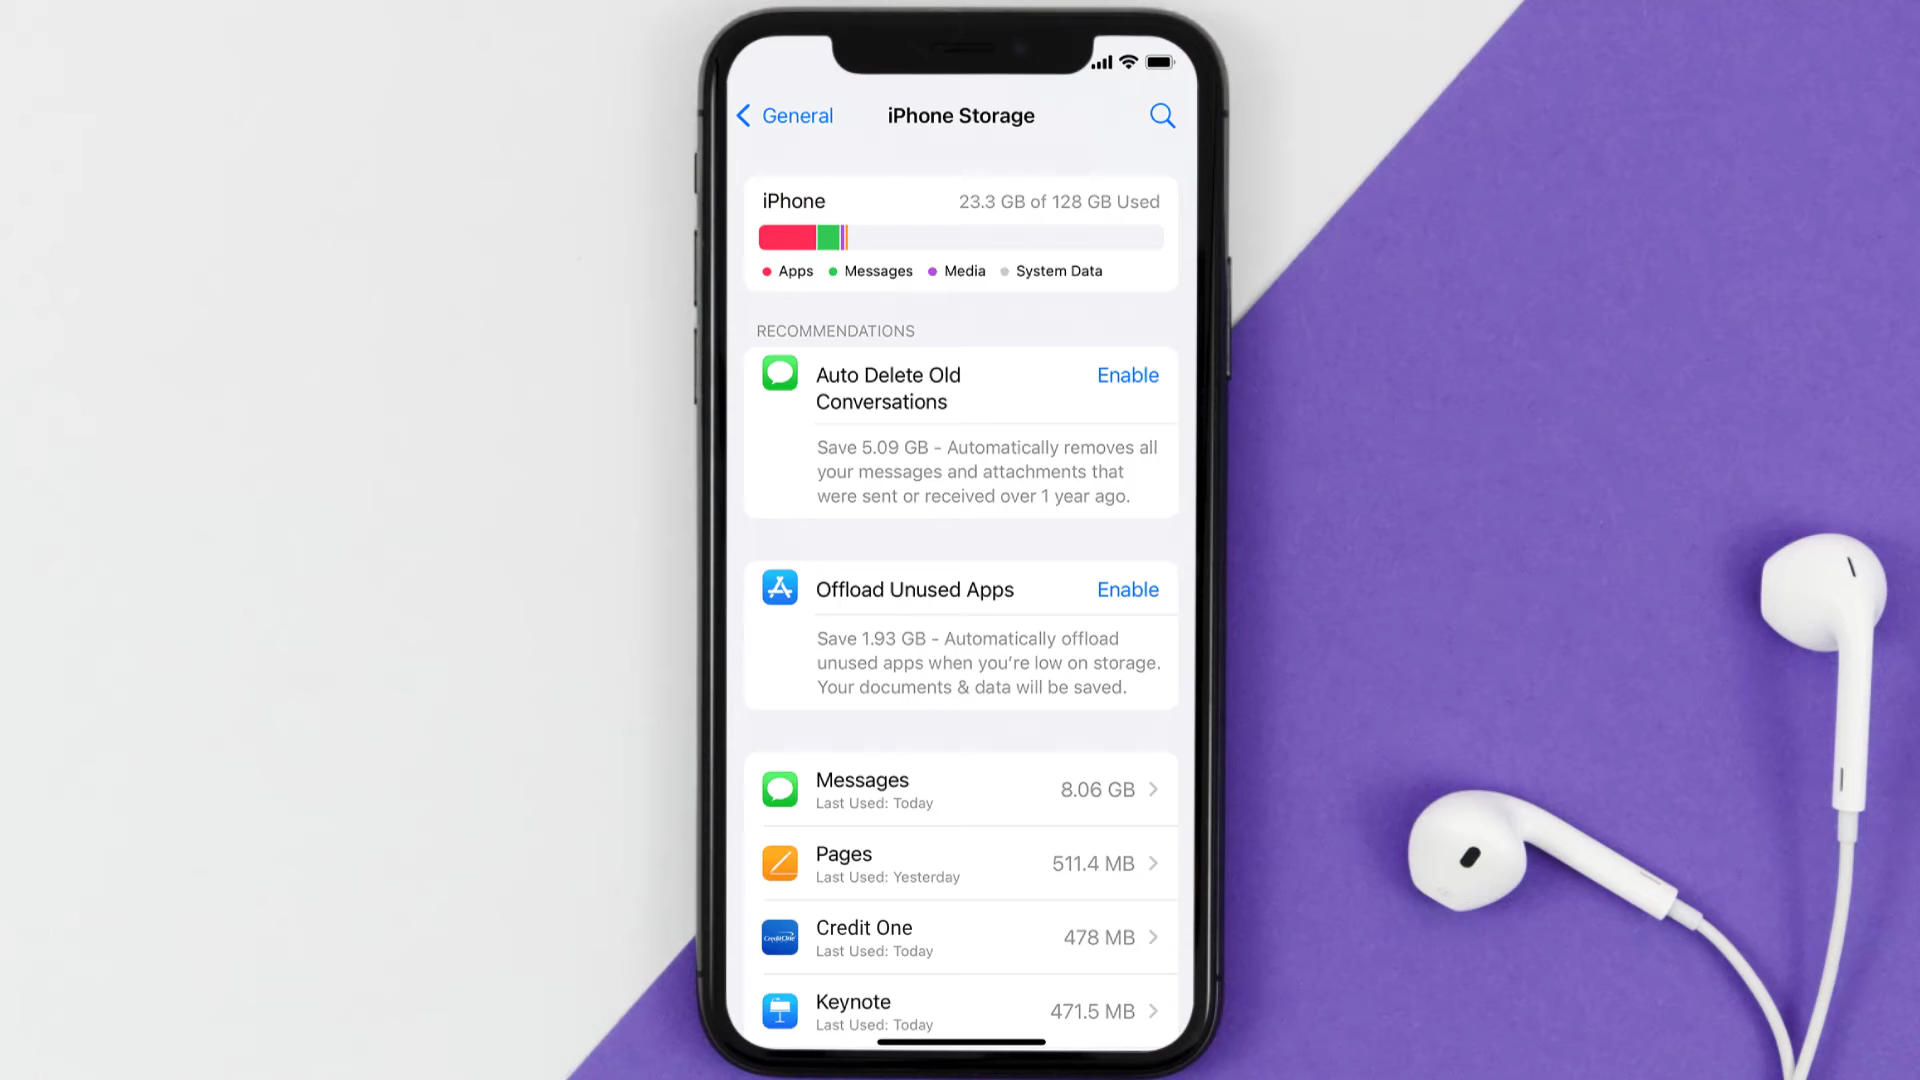 General
iPhone Storage
iPhone
23.3 GB of 128 GB Used
Apps
Messages
Media
System Data
RECOMMENDATIONS
Auto Delete Old
Conversations
Enable
Save 5.09 GB - Automatically removes all
your messages and attachments that
were sent or received over 1 year ago.
Offload Unused Apps
Enable
Save 1.93 GB - Automatically offload
unused apps when you're low on storage.
Your documents & data will be saved.
Messages
8.06 GB
Last Used: Today
Pages
511.4 MB
Last Used: Yesterday
Credit One
478 MB
CreditOne
Last Used: Today
Keynote
471.5 MB
Last Used: Today